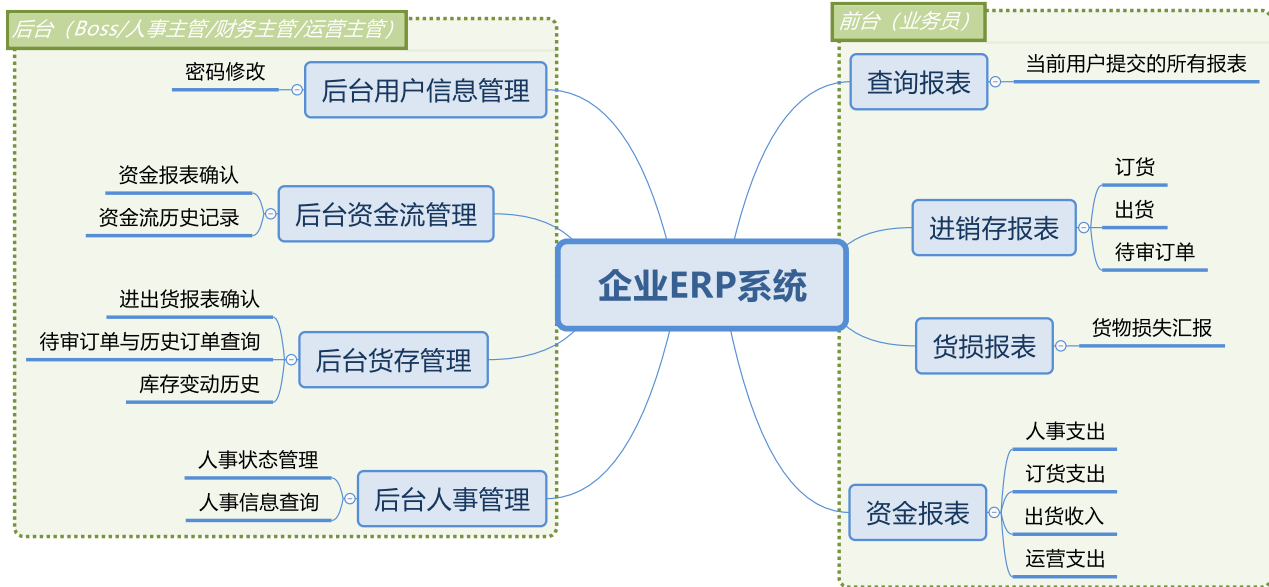 后台（Boss/人事主管/财务主管/运营主管）
密码修改
后台用户信息管理
资金报表确认
资金流历史记录
后台资金流管理
进出货报表确认
待审订单与历史订单查询
库存变动历史
后台货存管理
人事状态管理
人事信息查询
后台人事管理
企业ERP系统
前台（业务员）
查询报表
当前用户提交的所有报表
进销存报表
订货
出货
待审订单
货损报表
货物损失汇报
资金报表
人事支出
订货支出
出货收入
运营支出